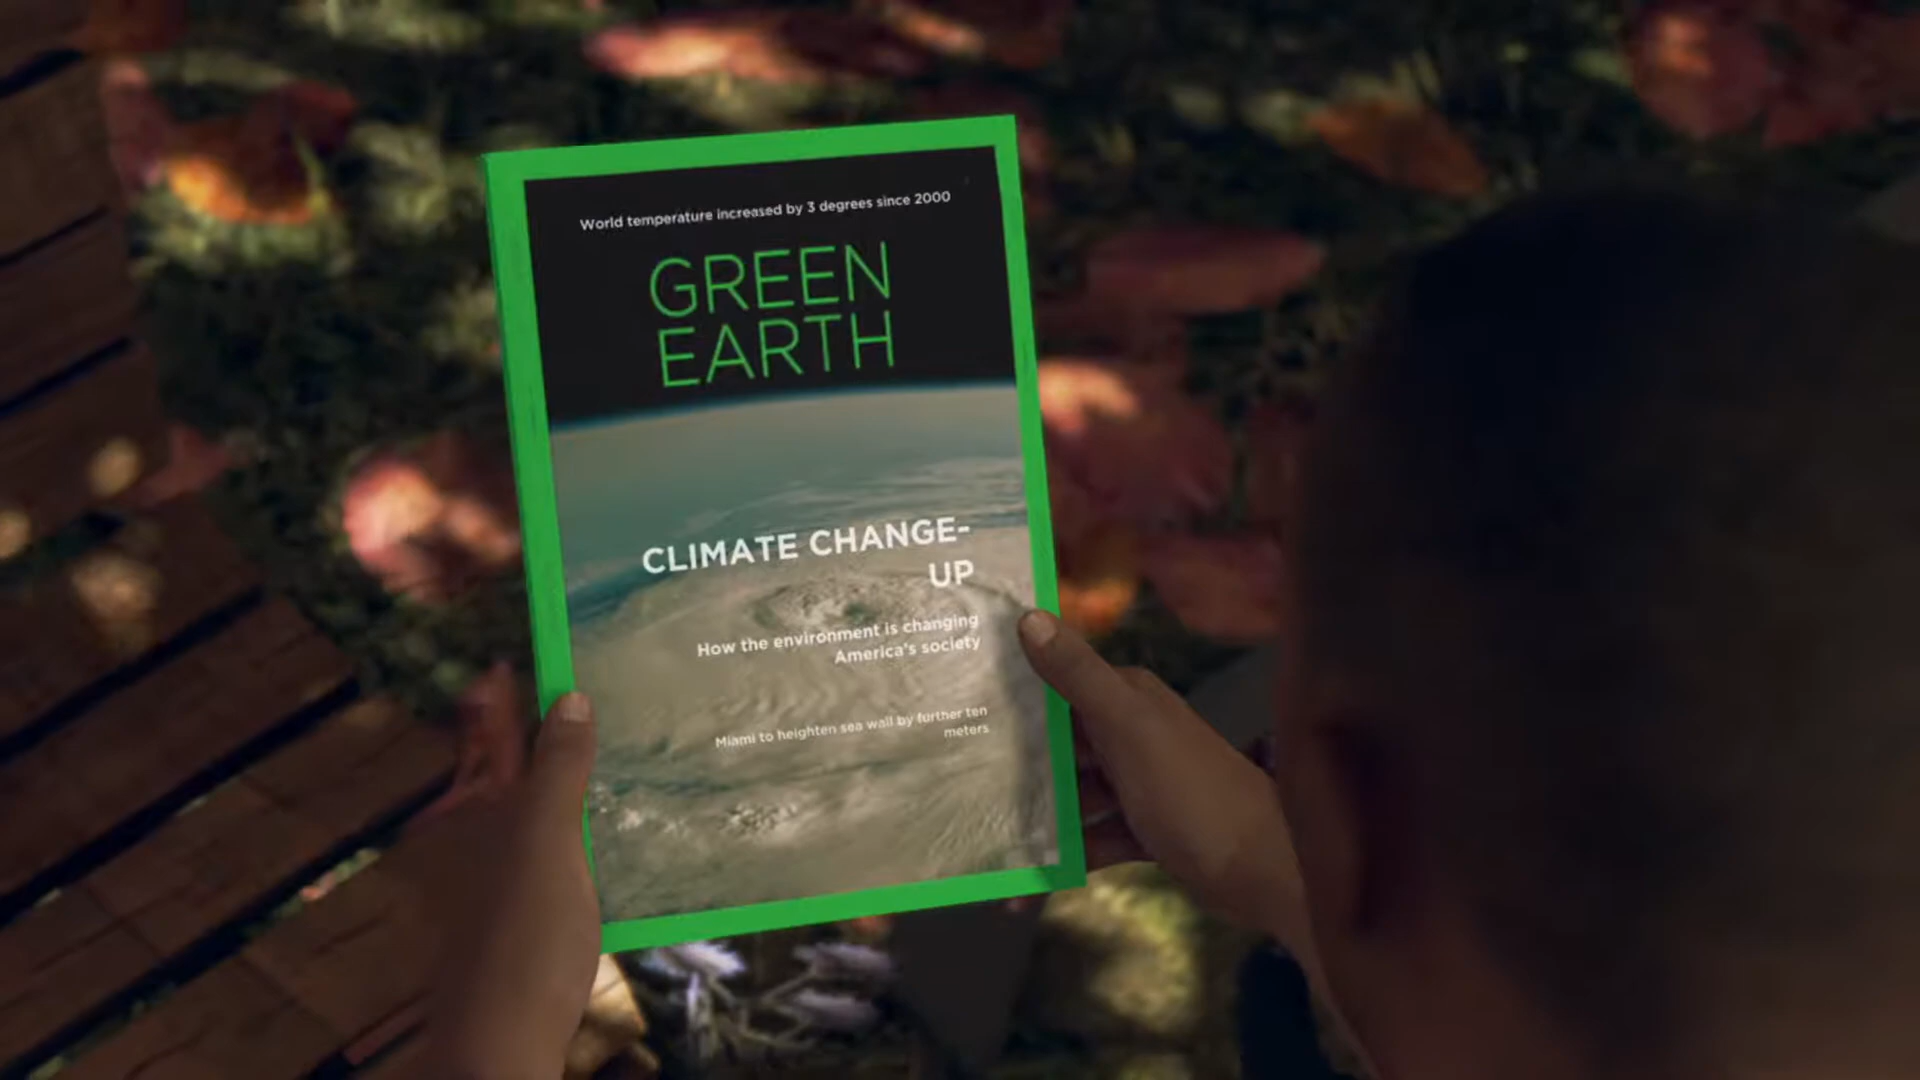 World temperature increased by 3 degrees since 2000
GREEN
EARTH
CLIMATE CHANGE-
UP
How the environment is changing
America's society
Miami to heighten sea wall by further ten
meters